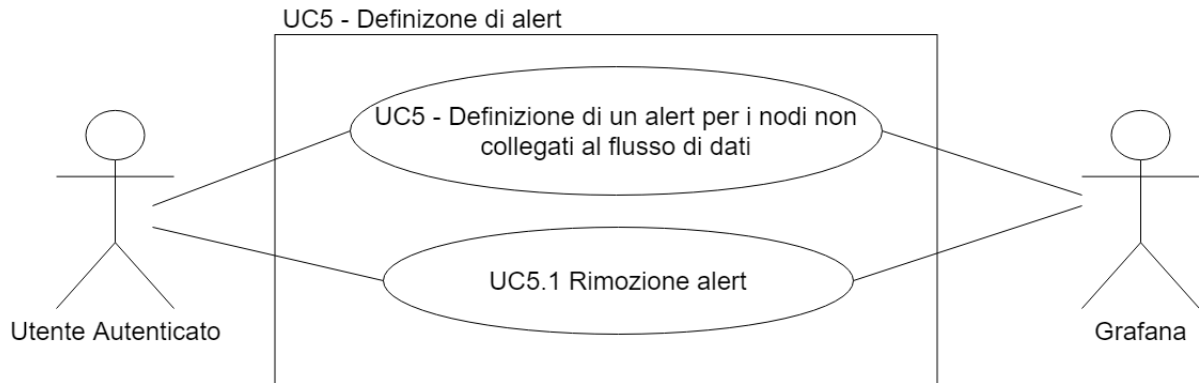 UC5 - Definizone di alert
UC5 - Definizione di un alert per i nodi non
collegati al flusso di dati
UC5.1 Rimozione alert
Utente Autenticato
Grafana